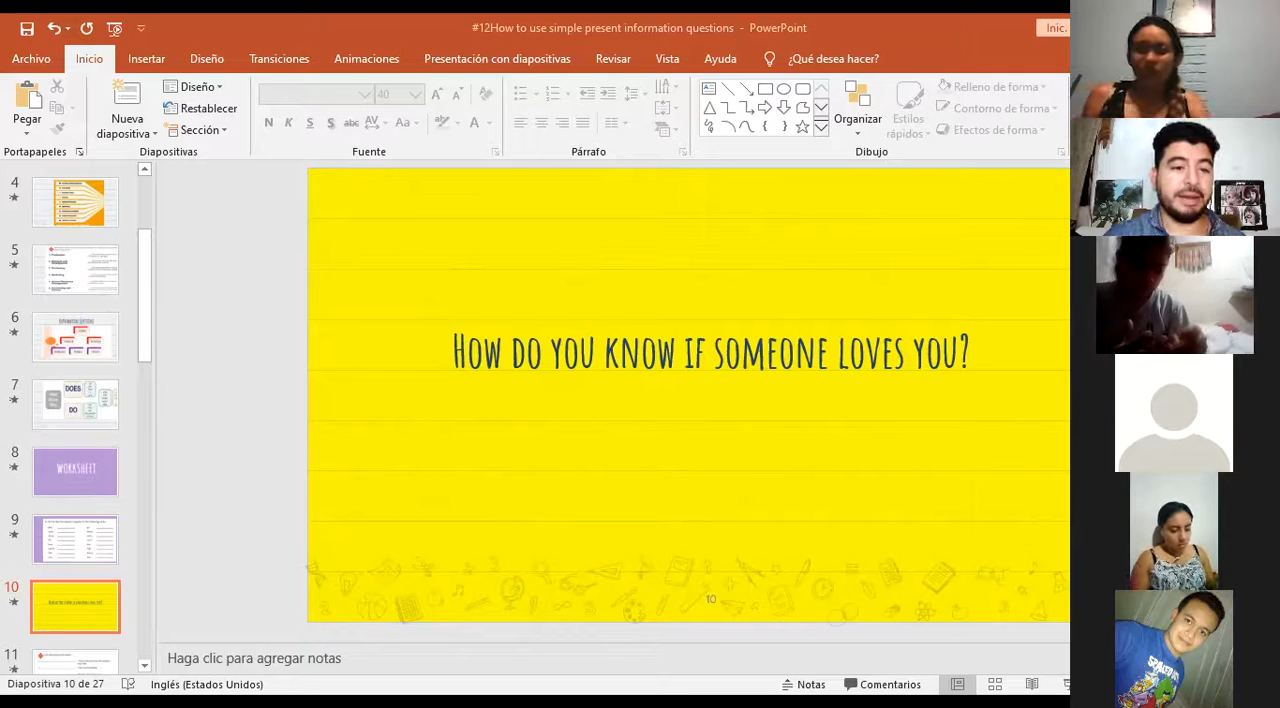 #12How to use simple present information questions - PowerPoint
Inic.
Archivo Inicio Insertar Diseño Transiciones Animaciones Presentación con diapositivas Revisar Vista Ayuda ¿Qué desea hacer?
Pegar
Nueva diapositiva
Diseño
Restablecer
Sección
40
N K S S abc AV Aa A
Organizar
Estilos rápidos
Relleno de forma
Contorno de forma
Efectos de forma
Portapapeles Diapositivas Fuente Párrafo Dibujo
4
5
6
7
DOES
DO
8
WORKSHEET
9
10
11
How do you know if someone loves you?
10
Haga clic para agregar notas
Diapositiva 10 de 27 Inglés (Estados Unidos) Notas Comentarios